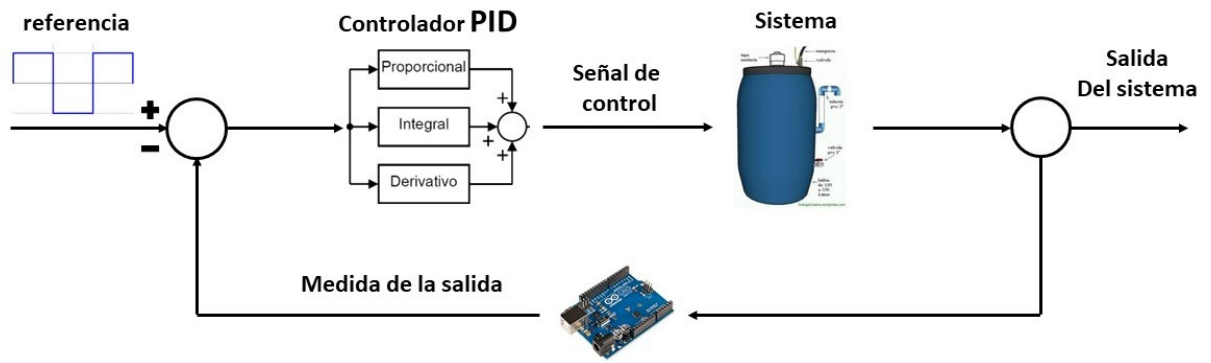 referencia
Controlador PID
Sistema
Proporcional
Integral
Derivativo
+
+
+
+
−
Señal de
control
Salida
Del sistema
Medida de la salida